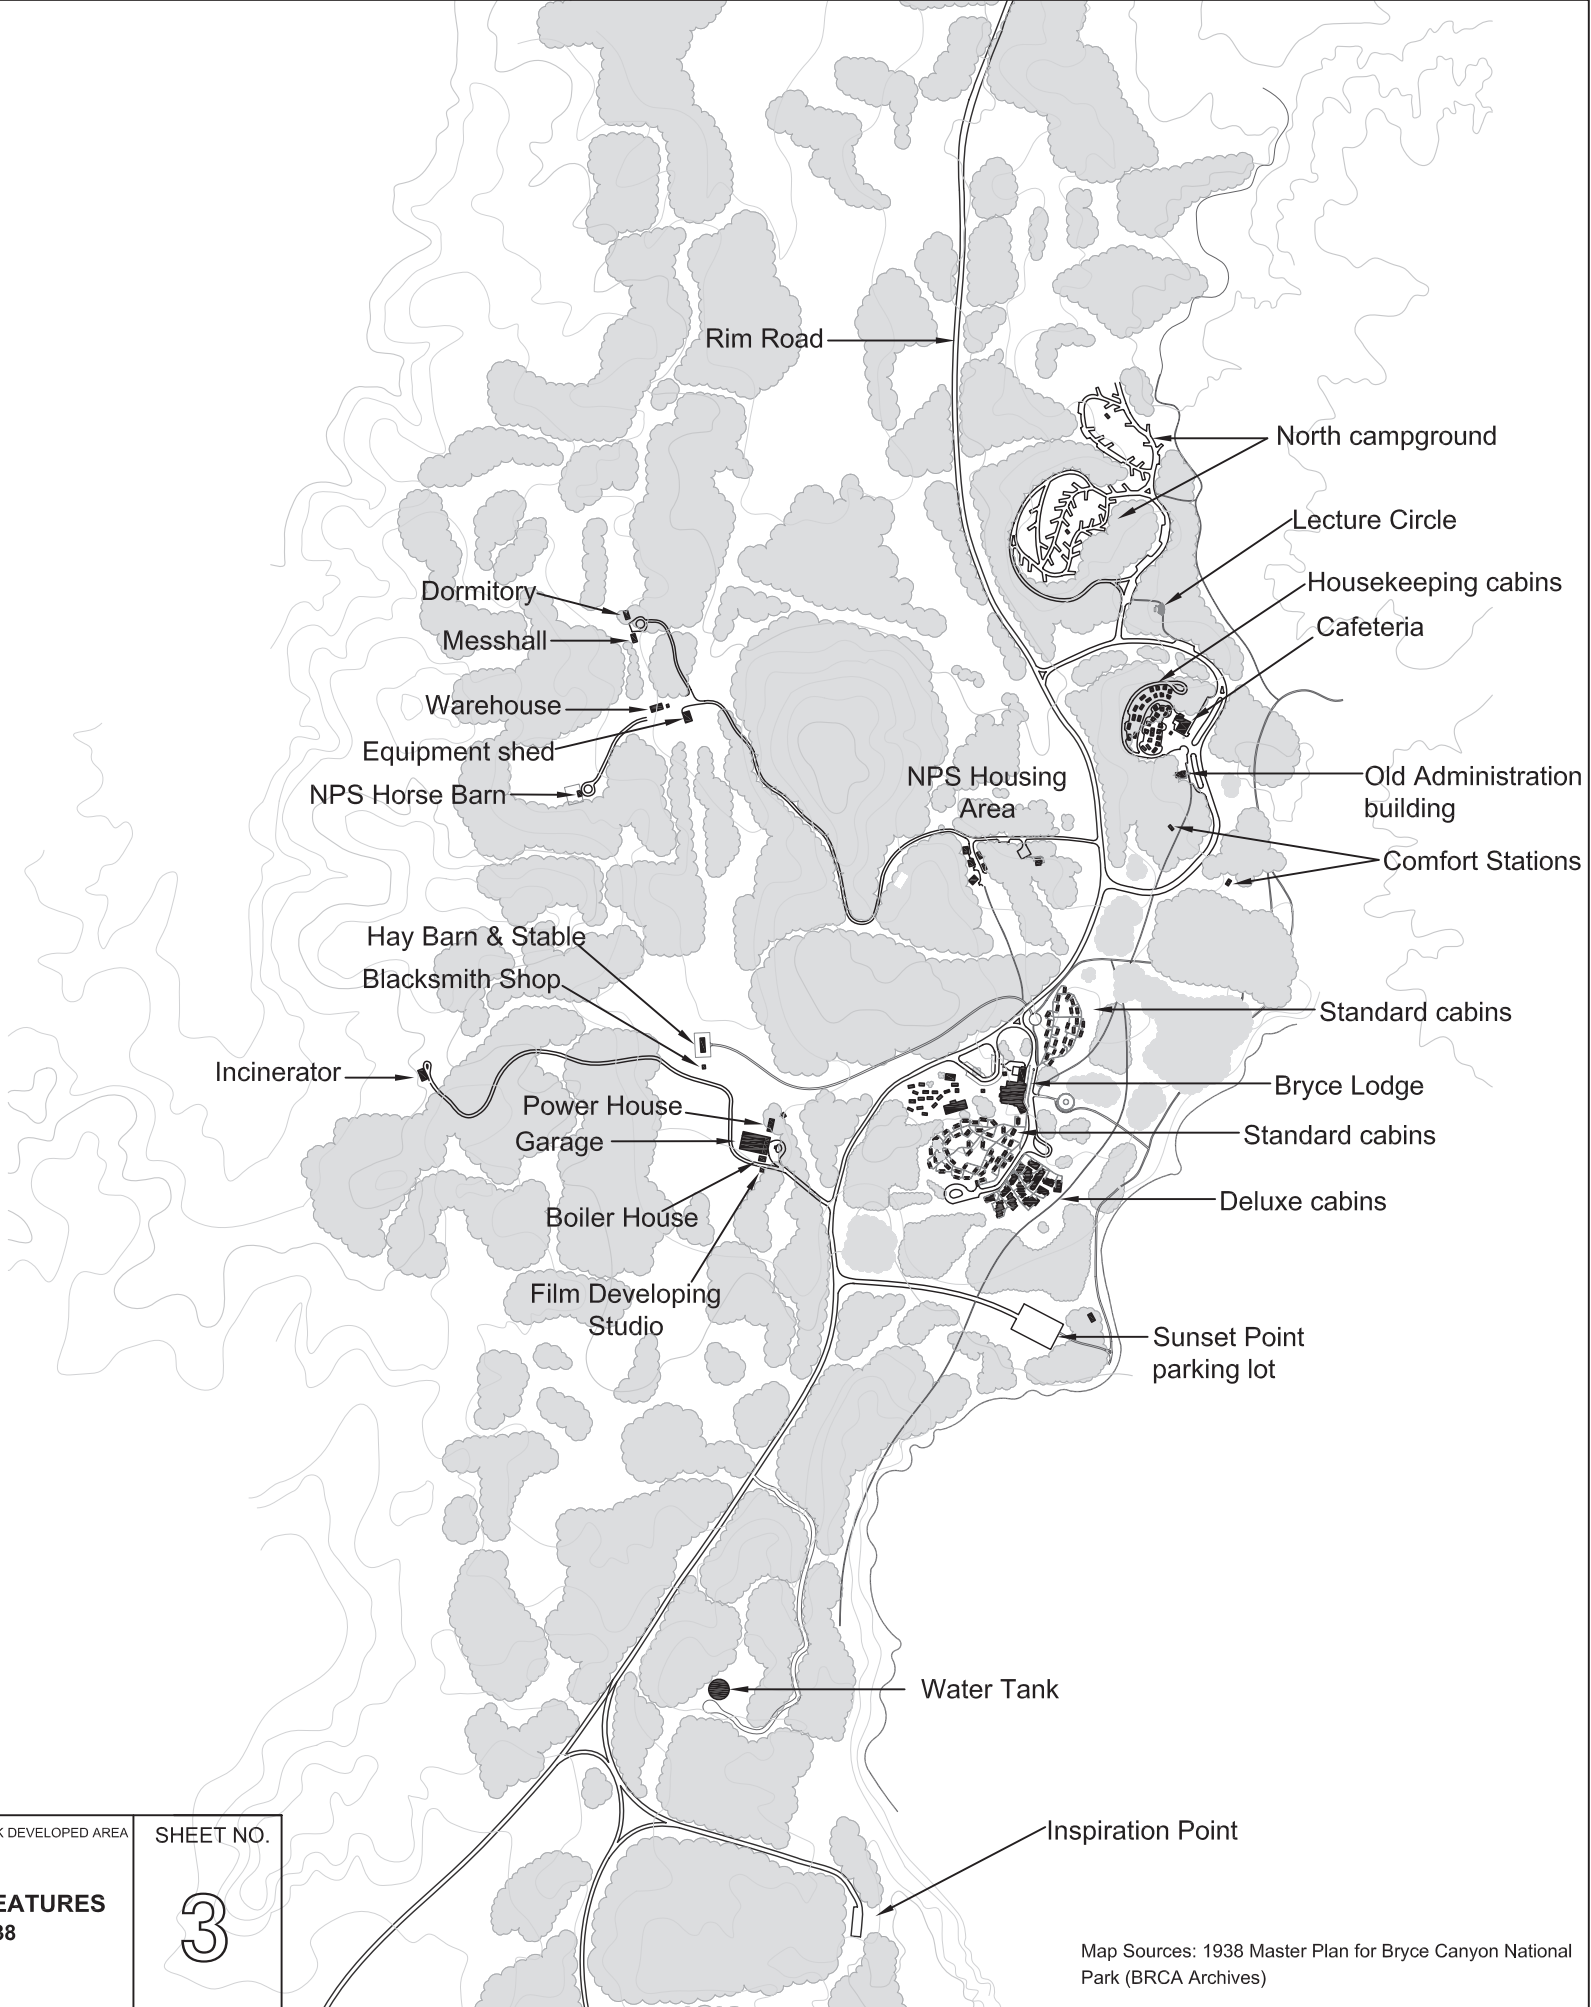 Rim Road
North campground
Lecture Circle
Housekeeping cabins
Cafeteria
Dormitory
Messhall
Warehouse
Equipment shed
NPS Horse Barn
NPS Housing
Area
Old Administration
building
Comfort Stations
Hay Barn & Stable
Blacksmith Shop
Standard cabins
Incinerator
Bryce Lodge
Power House
Garage
Standard cabins
Deluxe cabins
Boiler House
Film Developing
Studio
Sunset Point
parking lot
Water Tank
Inspiration Point
K DEVELOPED AREA
SHEET NO.
EATURES
38
3
Map Sources: 1938 Master Plan for Bryce Canyon National
Park (BRCA Archives)